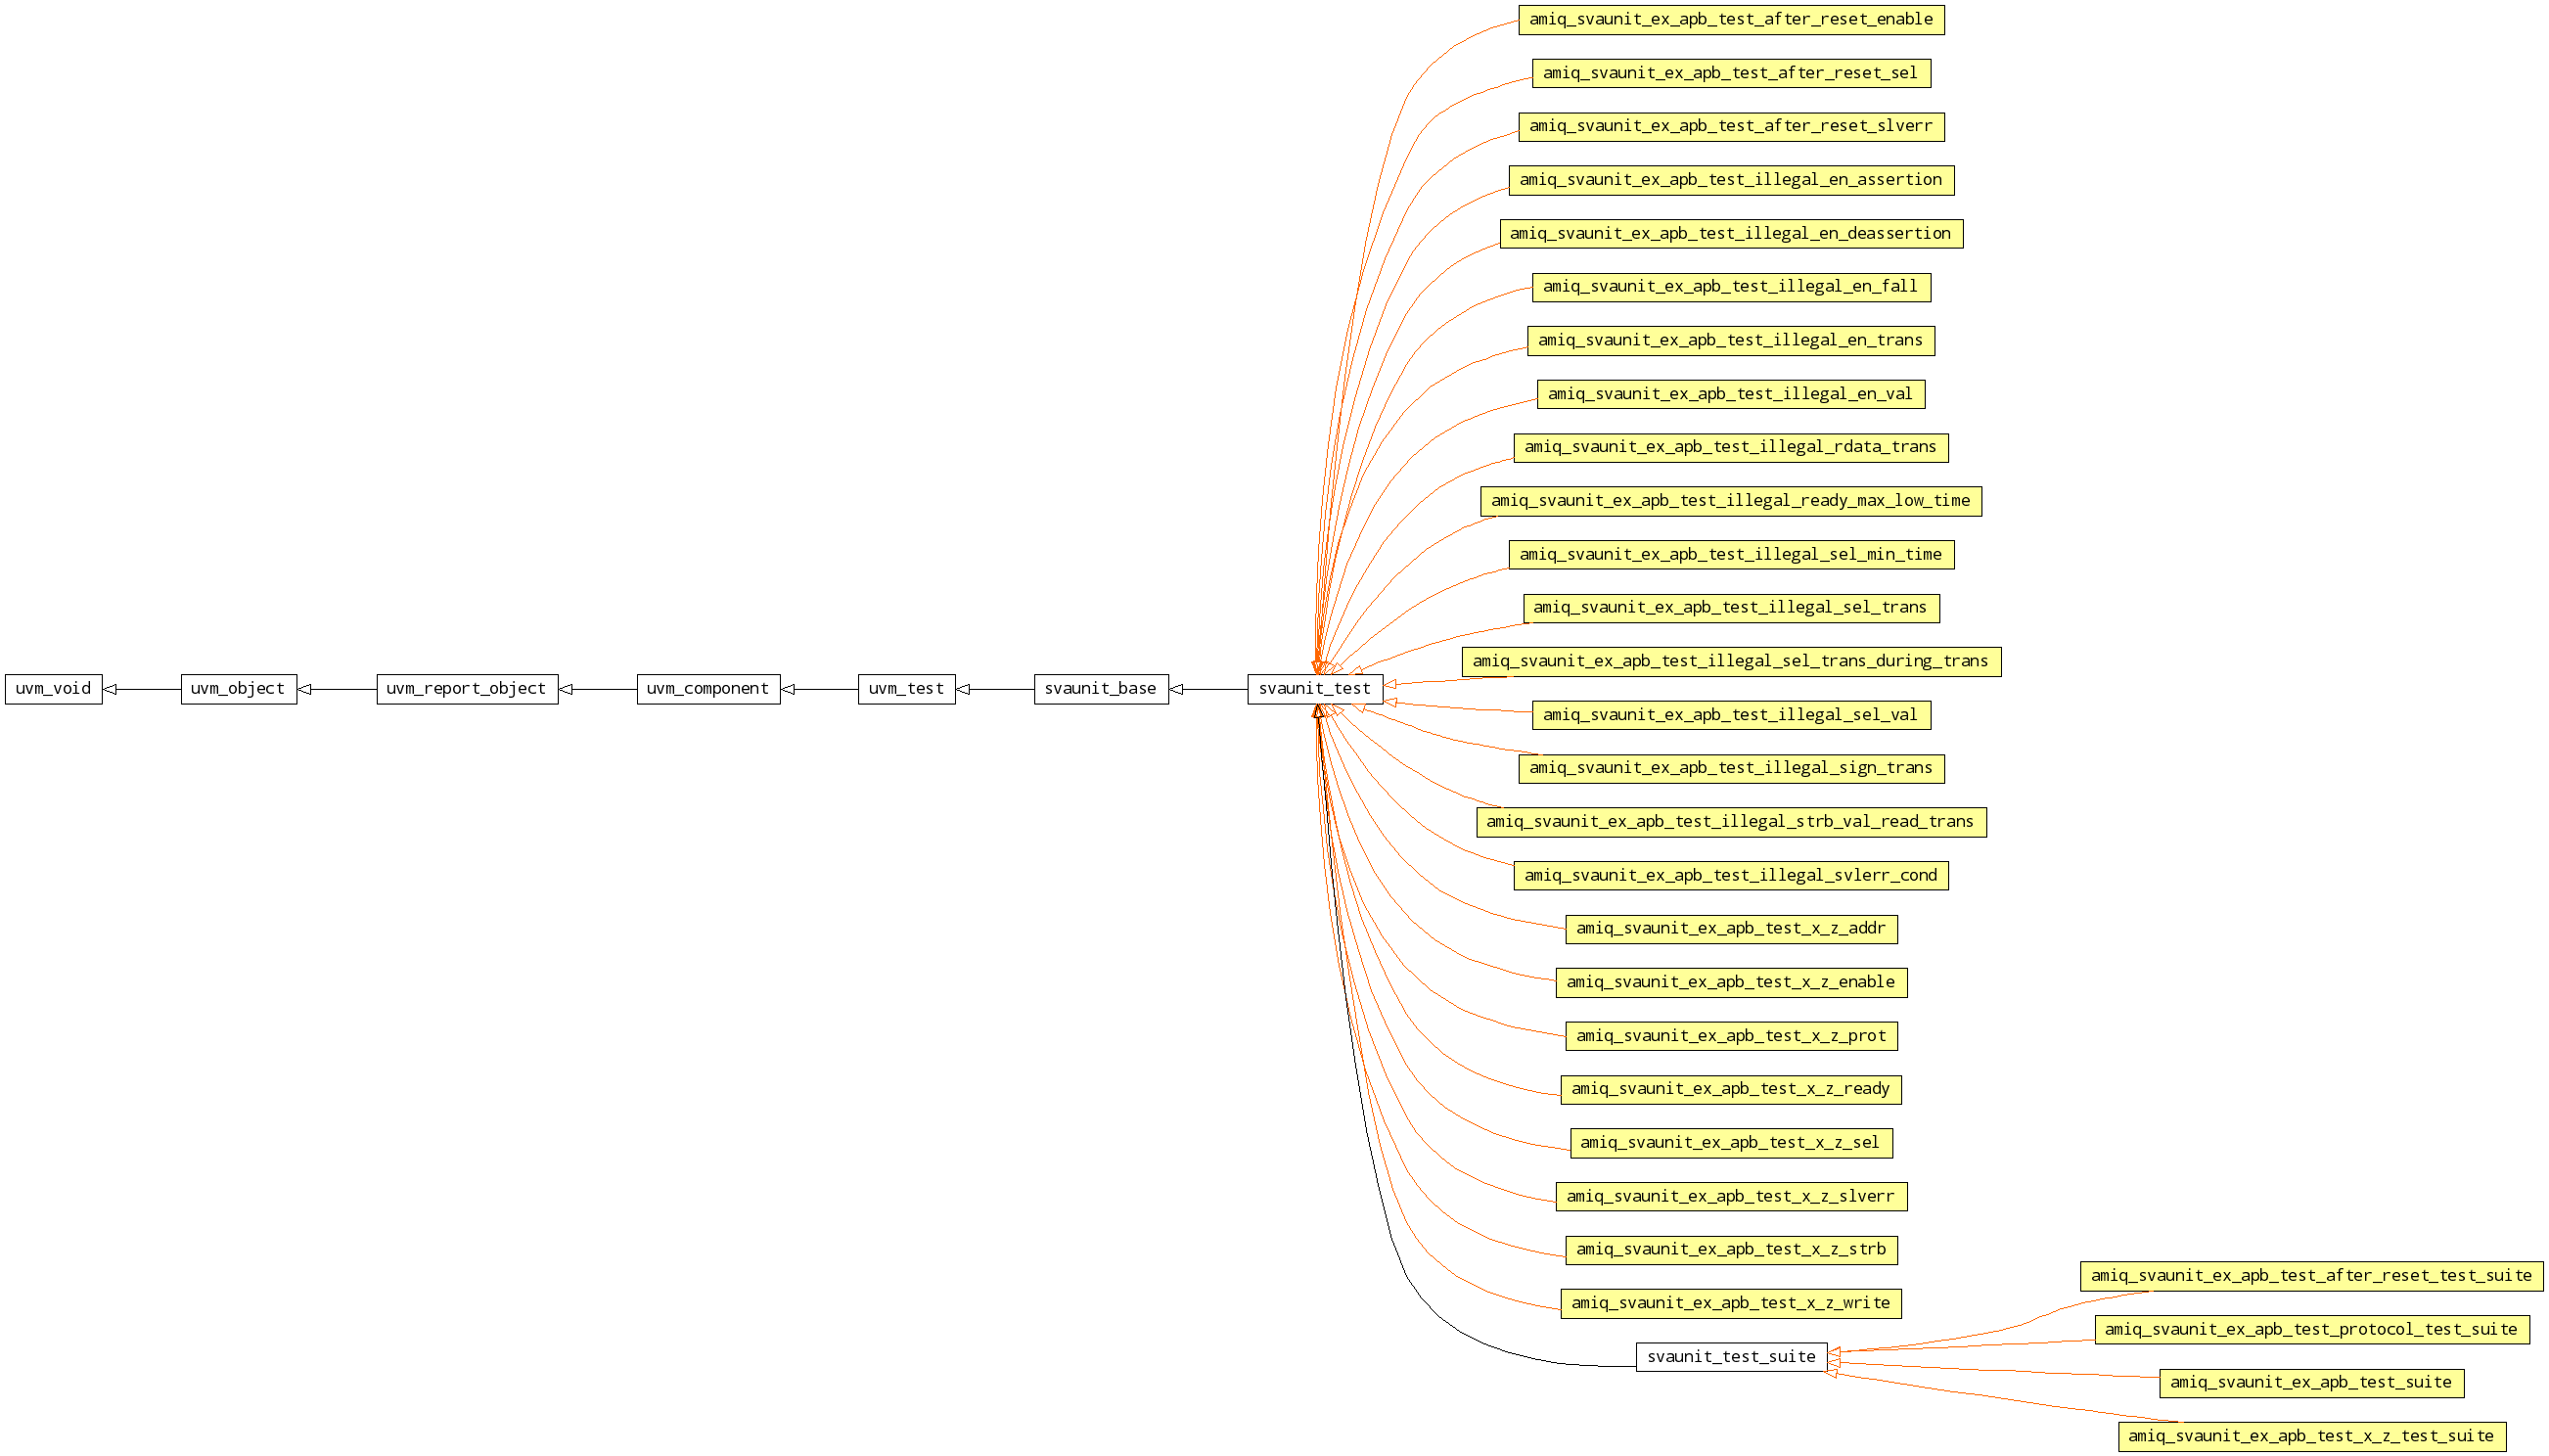 amiq_svaunit_ex_apb_test_after_reset_enable
amiq_svaunit_ex_apb_test_after_reset_sel
amiq_svaunit_ex_apb_test_after_reset_slverr
amiq_svaunit_ex_apb_test_illegal_en_assertion
amiq_svaunit_ex_apb_test_illegal_en_deassertion
amiq_svaunit_ex_apb_test_illegal_en_fall
amiq_svaunit_ex_apb_test_illegal_en_trans
amiq_svaunit_ex_apb_test_illegal_en_val
amiq_svaunit_ex_apb_test_illegal_rdata_trans
amiq_svaunit_ex_apb_test_illegal_ready_max_low_time
amiq_svaunit_ex_apb_test_illegal_sel_min_time
amiq_svaunit_ex_apb_test_illegal_sel_trans
amiq_svaunit_ex_apb_test_illegal_sel_trans_during_trans
uvm_void
uvm_object
uvm_report_object
uvm_component
uvm_test
svaunit_base
svaunit_test
amiq_svaunit_ex_apb_test_illegal_sel_val
amiq_svaunit_ex_apb_test_illegal_sign_trans
amiq_svaunit_ex_apb_test_illegal_strb_val_read_trans
amiq_svaunit_ex_apb_test_illegal_svlerr_cond
amiq_svaunit_ex_apb_test_x_z_addr
amiq_svaunit_ex_apb_test_x_z_enable
amiq_svaunit_ex_apb_test_x_z_prot
amiq_svaunit_ex_apb_test_x_z_ready
amiq_svaunit_ex_apb_test_x_z_sel
amiq_svaunit_ex_apb_test_x_z_slverr
amiq_svaunit_ex_apb_test_x_z_strb
amiq_svaunit_ex_apb_test_x_z_write
svaunit_test_suite
amiq_svaunit_ex_apb_test_after_reset_test_suite
amiq_svaunit_ex_apb_test_protocol_test_suite
amiq_svaunit_ex_apb_test_suite
amiq_svaunit_ex_apb_test_x_z_test_suite